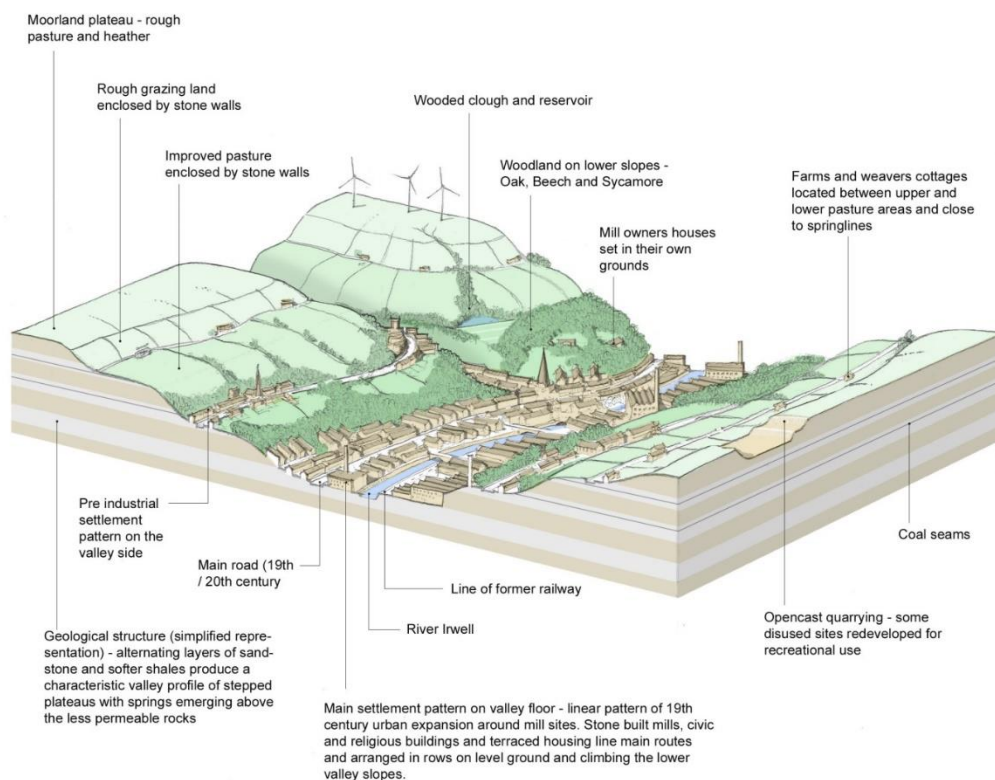 Moorland plateau - rough
pasture and heather
Rough grazing land
enclosed by stone walls
Improved pasture
enclosed by stone walls
Wooded clough and reservoir
Woodland on lower slopes -
Oak, Beech and Sycamore
Mill owners houses
set in their own
grounds
Farms and weavers cottages
located between upper and
lower pasture areas and close
to springlines
Pre industrial
settlement
pattern on the
valley side
Main road (19th
/ 20th century
Line of former railway
River Irwell
Coal seams
Opencast quarrying - some
disused sites redeveloped for
recreational use
Geological structure (simplified repre-
sentation) - alternating layers of sand-
stone and softer shales produce a
characteristic valley profile of stepped
plateaus with springs emerging above
the less permeable rocks
Main settlement pattern on valley floor - linear pattern of 19th
century urban expansion around mill sites. Stone built mills, civic
and religious buildings and terraced housing line main routes
and arranged in rows on level ground and climbing the lower
valley slopes.